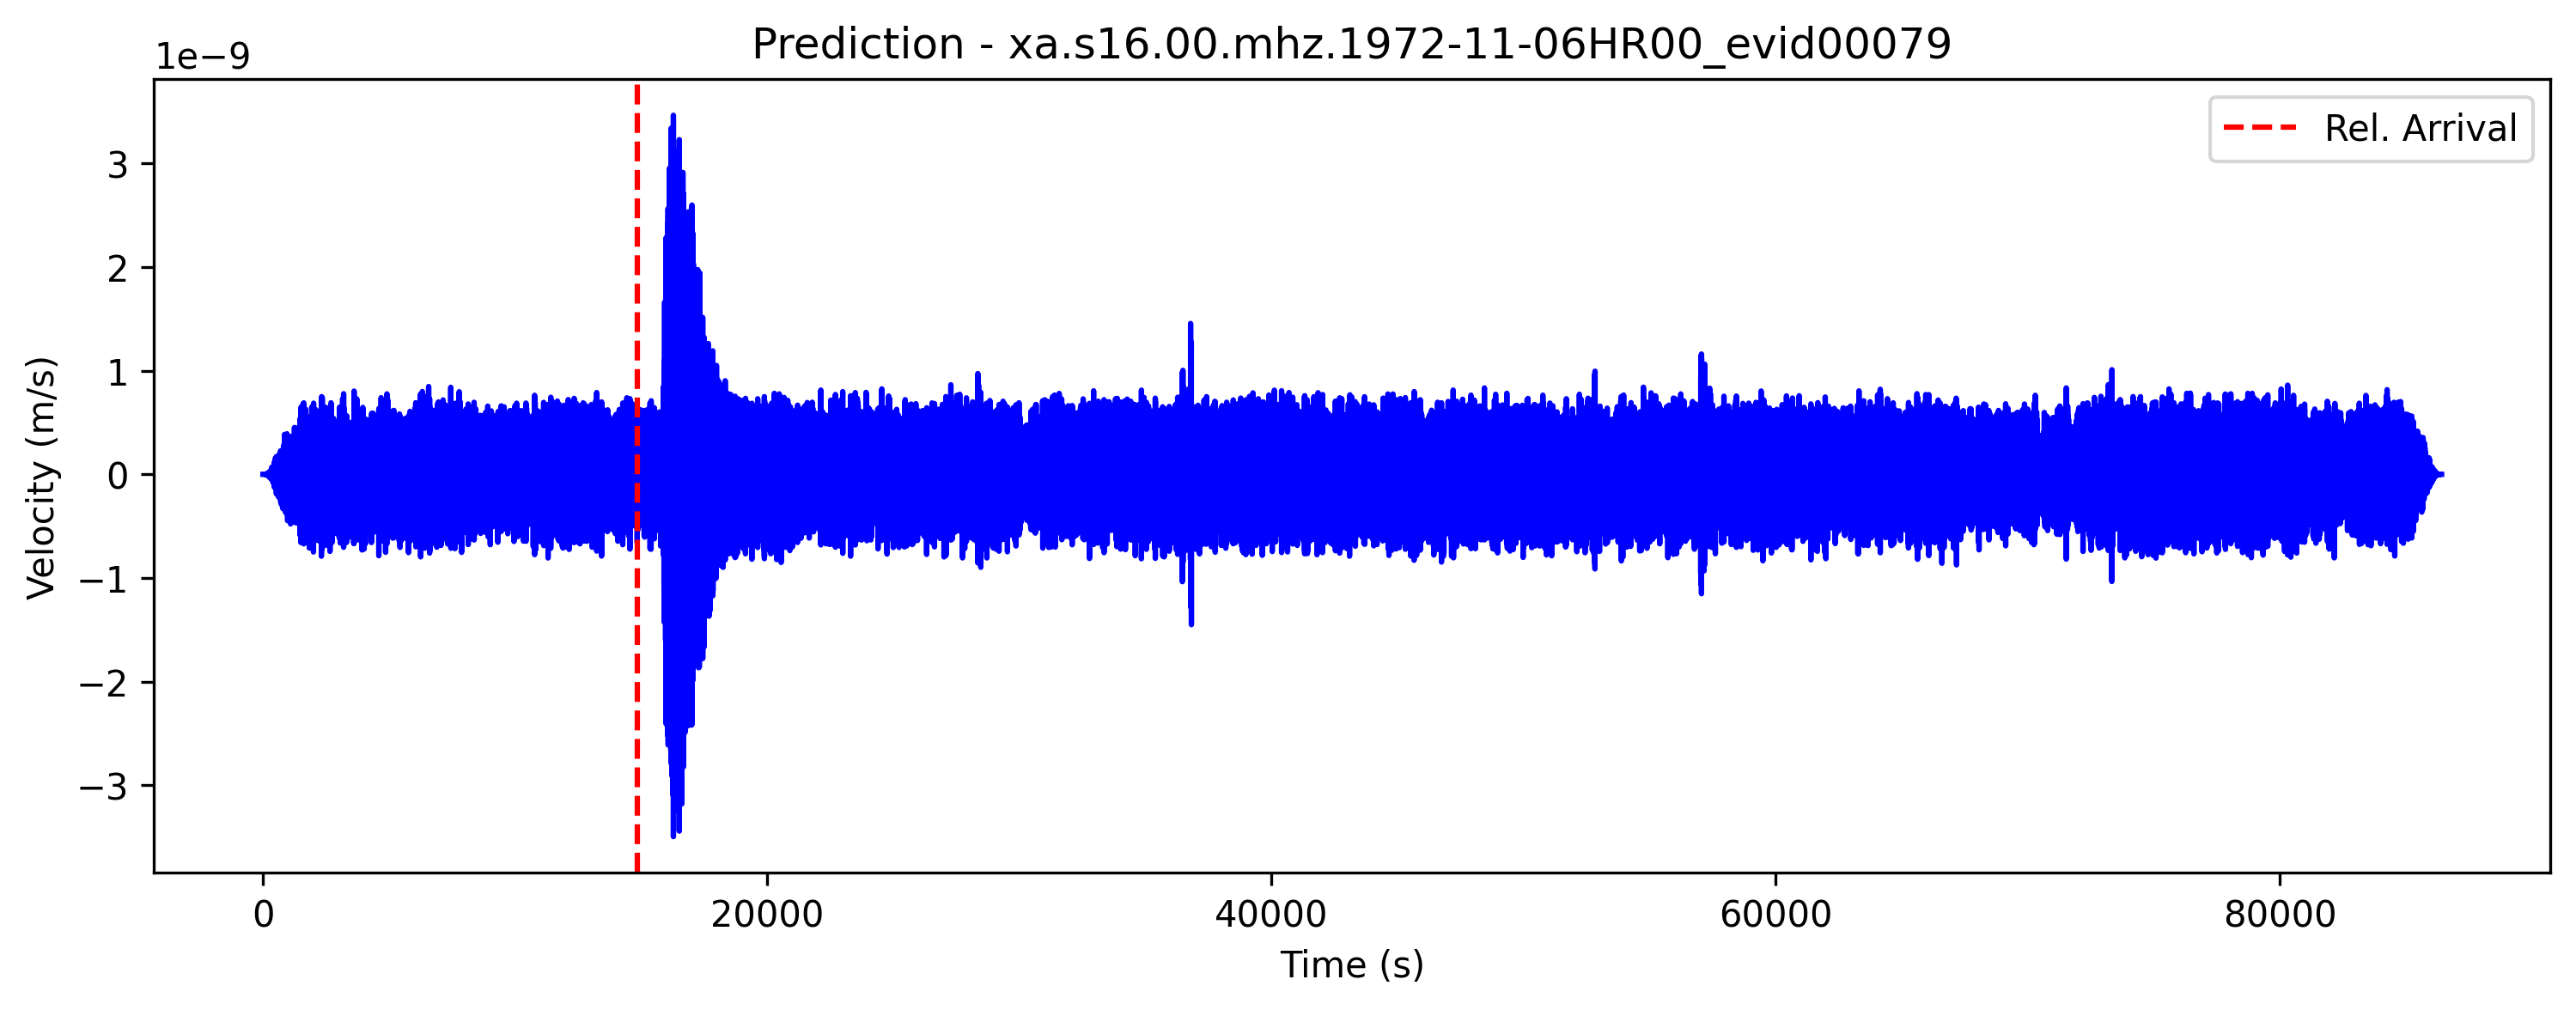 Prediction - xa.s16.00.mhz.1972-11-06HR00_evid00079
1e−9
Rel. Arrival
3
2
1
0
−1
−2
−3
Velocity (m/s)
0 20000 40000 60000 80000
Time (s)